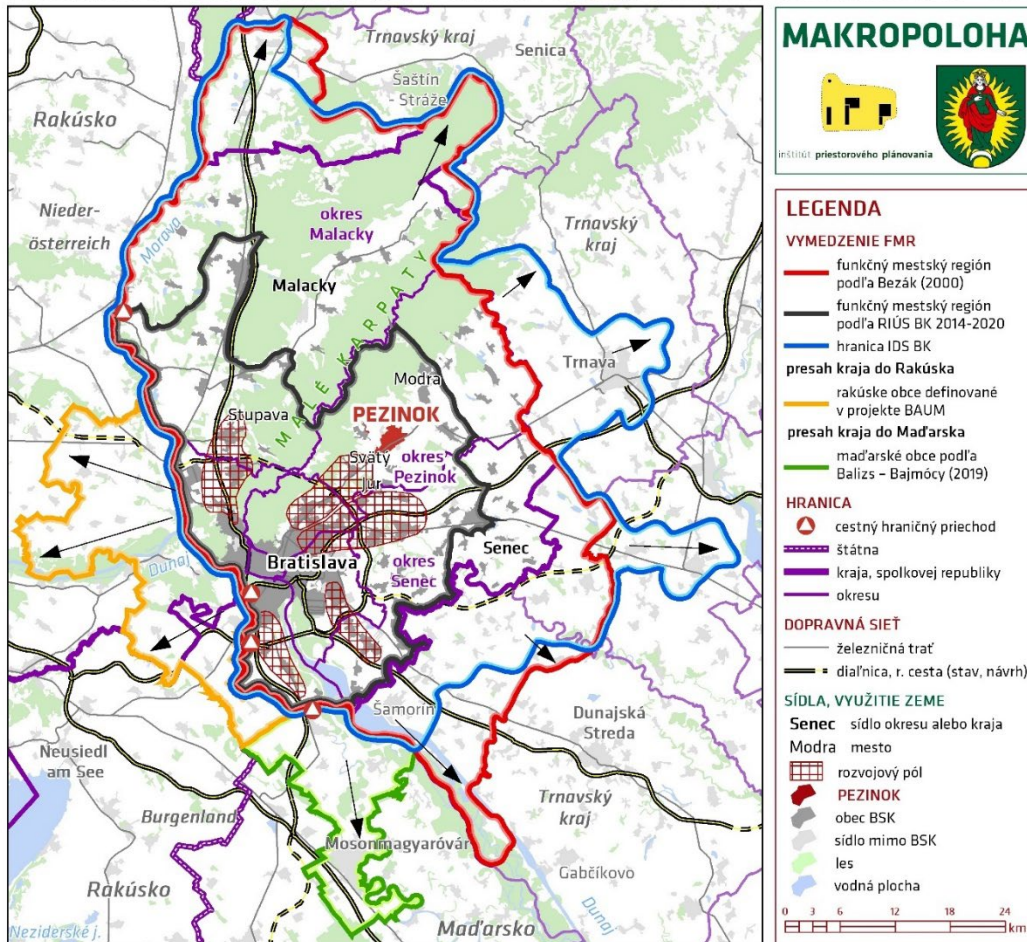 Trnavský kraj
Senica
Šaštín
- Stráže
Rakúsko
Nieder-
österreich
Morava
okres
Malacky
Trnavský
kraj
Malacky
MALÉ KARPATY
Trnava
Modra
Stupava
PEZINOK
Svätý
Jur
okres
Pezinok
Senec
Dunaj
Bratislava
okres
Senec
Šamorín
Dunajská
Streda
Neusiedl
am See
Burgenland
Trnavský
kraj
Mosonmagyaróvár
Gabčíkovo
Rakúsko
Dunaj
Neziderské j.
Maďarsko
MAKROPOLOHA
inštitút priestorového plánovania
LEGENDA
VYMEDZENIE FMR
funkčný mestský región
podľa Bezák (2000)
funkčný mestský región
podľa RIÚS BK 2014-2020
hranica IDS BK
presah kraja do Rakúska
rakúske obce definované
v projekte BAUM
presah kraja do Maďarska
maďarské obce podľa
Balizs – Bajmócy (2019)
HRANICA
cestný hraničný priechod
štátna
kraja, spolkovej republiky
okresu
DOPRAVNÁ SIEŤ
železničná trať
diaľnica, r. cesta (stav, návrh)
SÍDLA, VYUŽITIE ZEME
Senec sídlo okresu alebo kraja
Modra mesto
rozvojový pól
PEZINOK
obec BSK
sídlo mimo BSK
les
vodná plocha
0 3 6 12 18 24
km